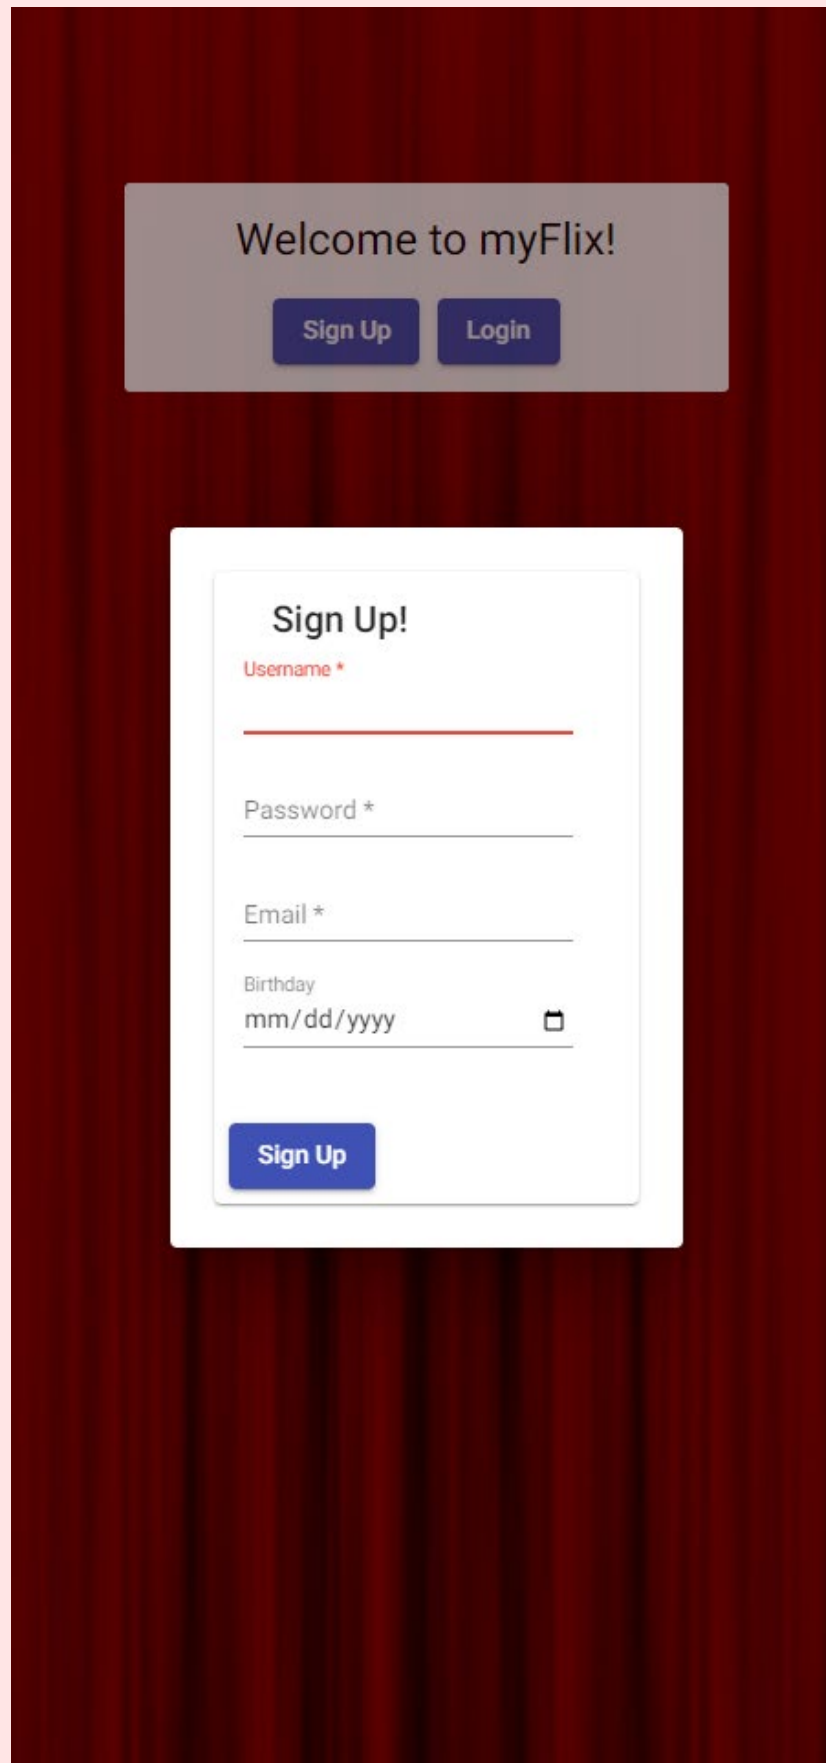 Welcome to myFlix!
Sign Up Login
Sign Up!
Username *
Password *
Email *
Birthday
mm/dd/yyyy
Sign Up